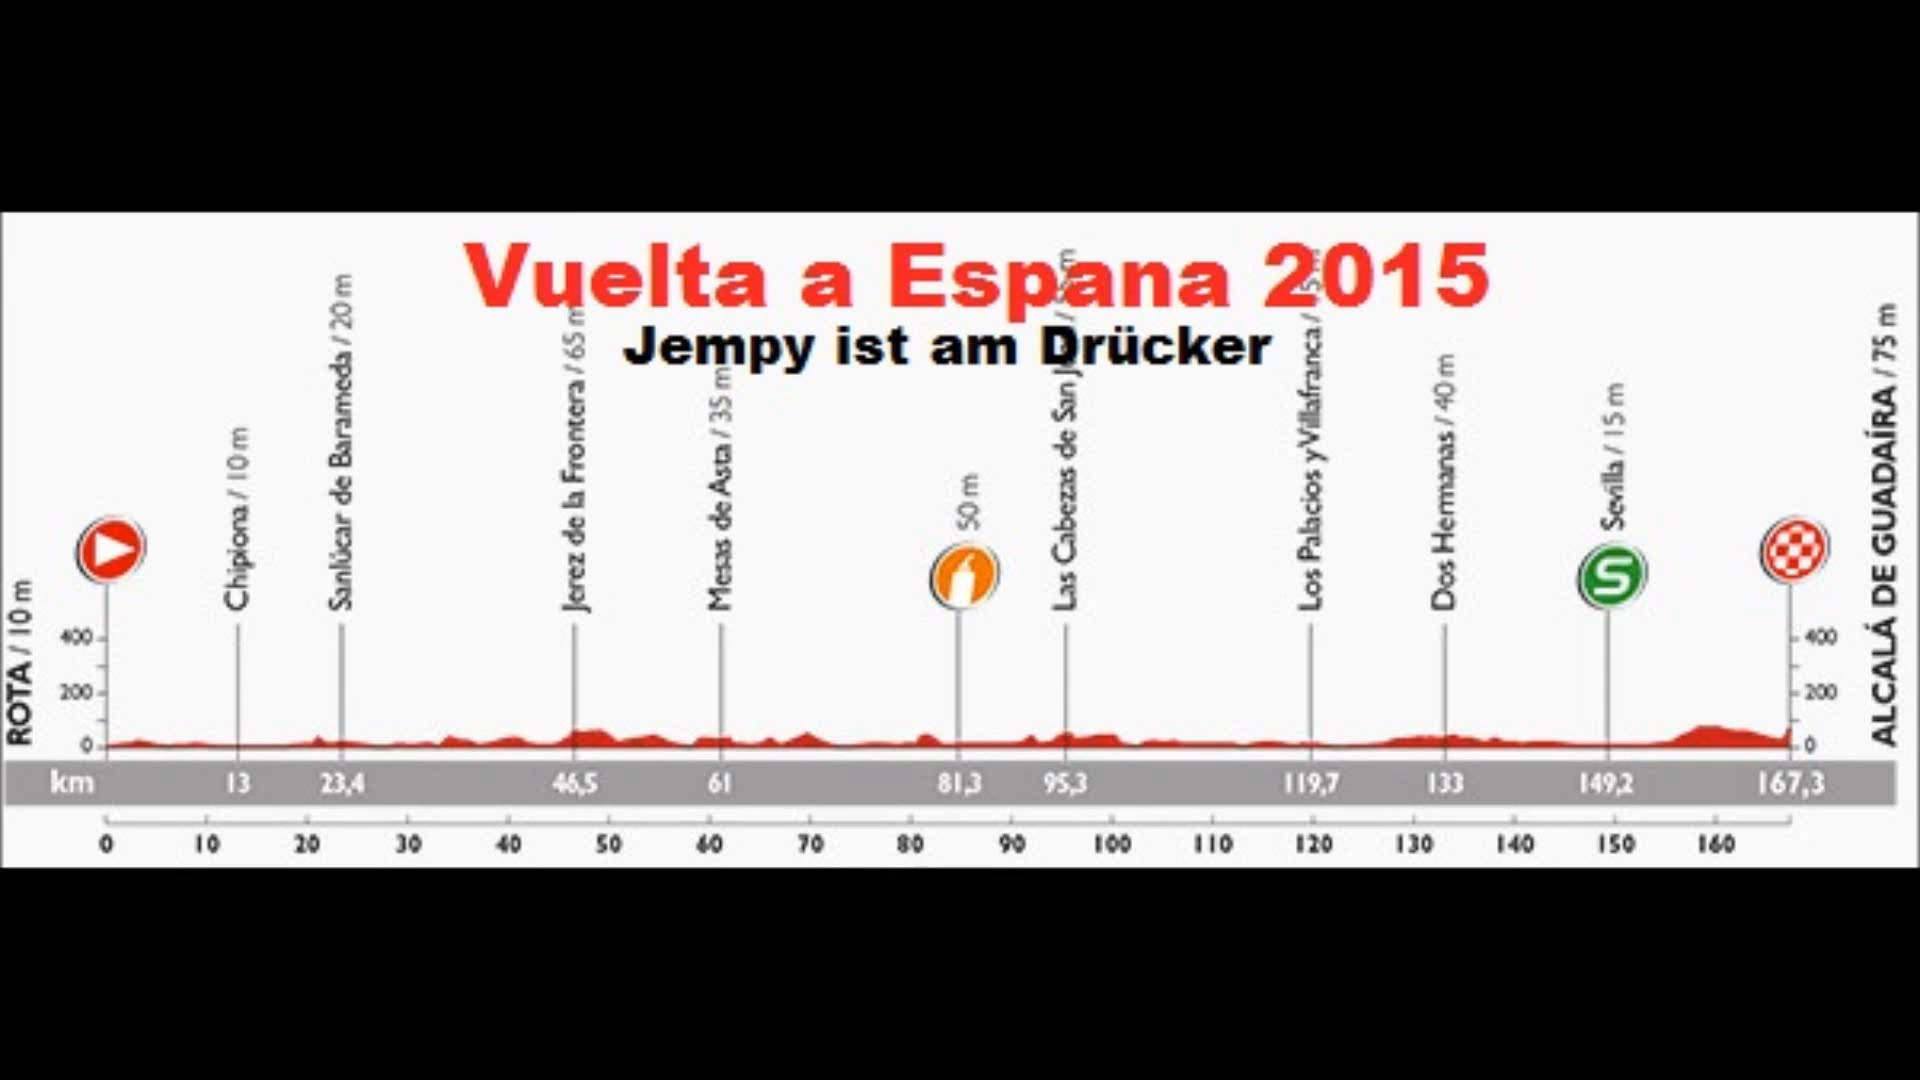 Vuelta a Espana 2015
Jempy ist am Drücker
ROTA / 10 m
Chipiona / 10 m
Sanlúcar de Barameda / 20 m
Jerez de la Frontera / 65 m
Mesas de Asta / 35 m
50 m
Las Cabezas de San
Los Palacios y Villafranca /
Dos Hermanas / 40 m
S
Sevilla / 15 m
ALCALÁ DE GUADAÍRA / 75 m
400
200
0
400
200
0
km 13 23,4 46,5 61 81,3 95,3 119,7 133 149,2 167,3
0 10 20 30 40 50 60 70 80 90 100 110 120 130 140 150 160